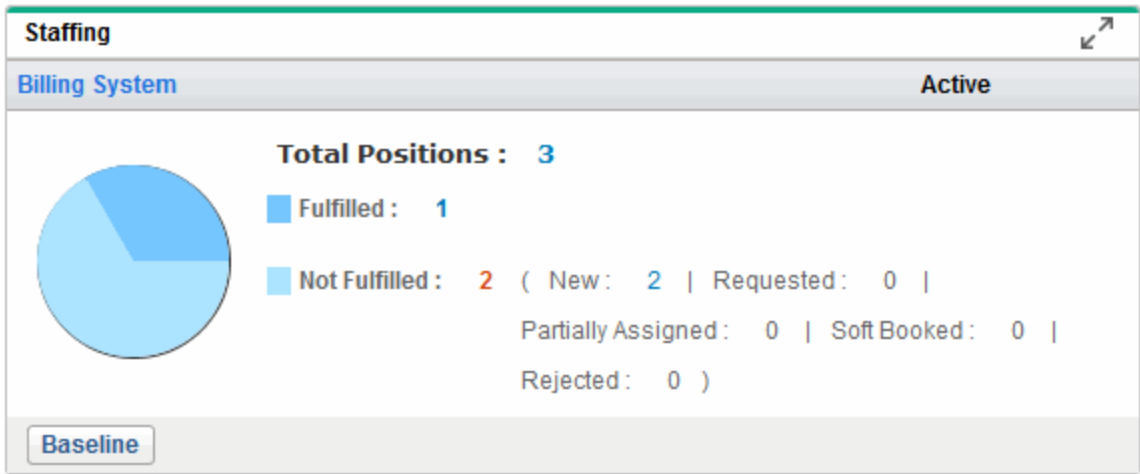 Staffing
Billing System Active
Total Positions : 3
Fulfilled : 1
Not Fulfilled : 2 ( New : 2 | Requested : 0 |
Partially Assigned : 0 | Soft Booked : 0 |
Rejected : 0 )
Baseline